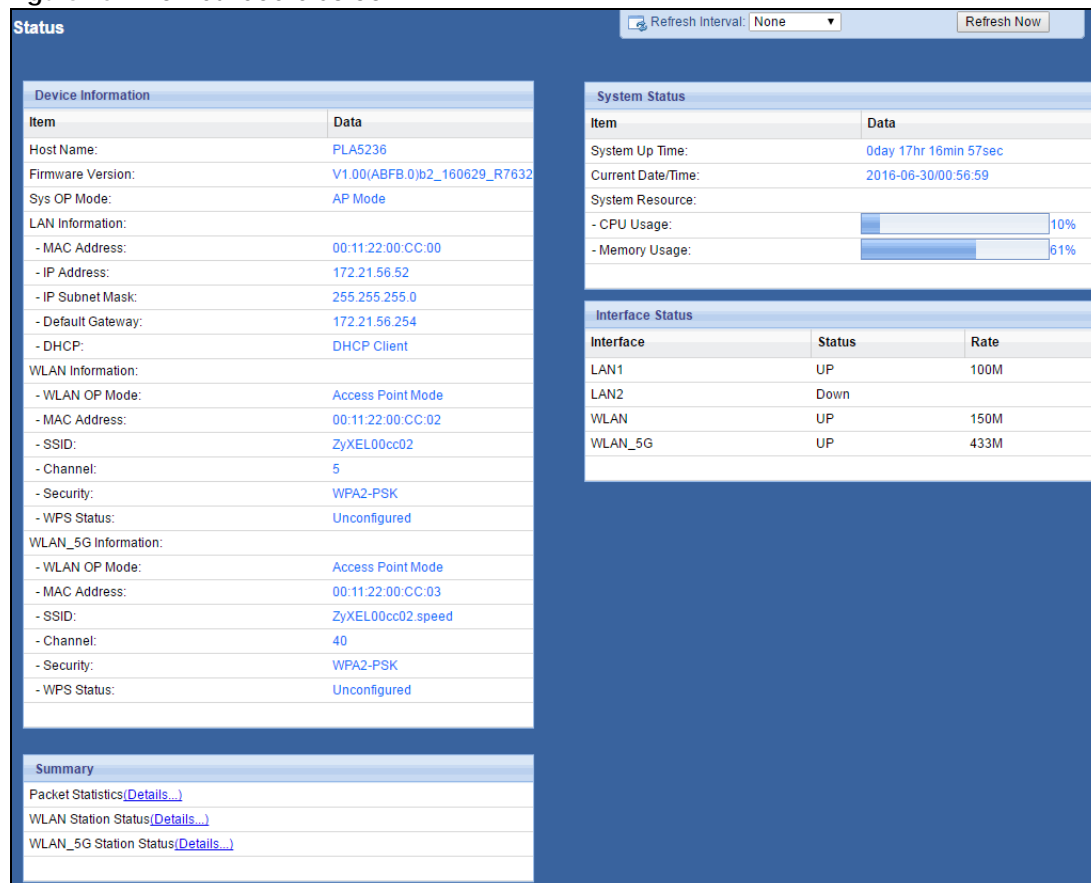 Status
Refresh Interval: None
Refresh Now
Device Information
Item Data
Host Name: PLA5236
Firmware Version: V1.00(ABFB.0)b2_160629_R7632
Sys OP Mode: AP Mode
LAN Information:
- MAC Address: 00:11:22:00:CC:00
- IP Address: 172.21.56.52
- IP Subnet Mask: 255.255.255.0
- Default Gateway: 172.21.56.254
- DHCP: DHCP Client
WLAN Information:
- WLAN OP Mode: Access Point Mode
- MAC Address: 00:11:22:00:CC:02
- SSID: ZyXEL00cc02
- Channel: 5
- Security: WPA2-PSK
- WPS Status: Unconfigured
WLAN_5G Information:
- WLAN OP Mode: Access Point Mode
- MAC Address: 00:11:22:00:CC:03
- SSID: ZyXEL00cc02.speed
- Channel: 40
- Security: WPA2-PSK
- WPS Status: Unconfigured
Summary
Packet Statistics(Details...)
WLAN Station Status(Details...)
WLAN_5G Station Status(Details...)
System Status
Item Data
System Up Time: 0day 17hr 16min 57sec
Current Date/Time: 2016-06-30/00:56:59
System Resource:
- CPU Usage: 10%
- Memory Usage: 61%
Interface Status
Interface Status Rate
LAN1 UP 100M
LAN2 Down
WLAN UP 150M
WLAN_5G UP 433M